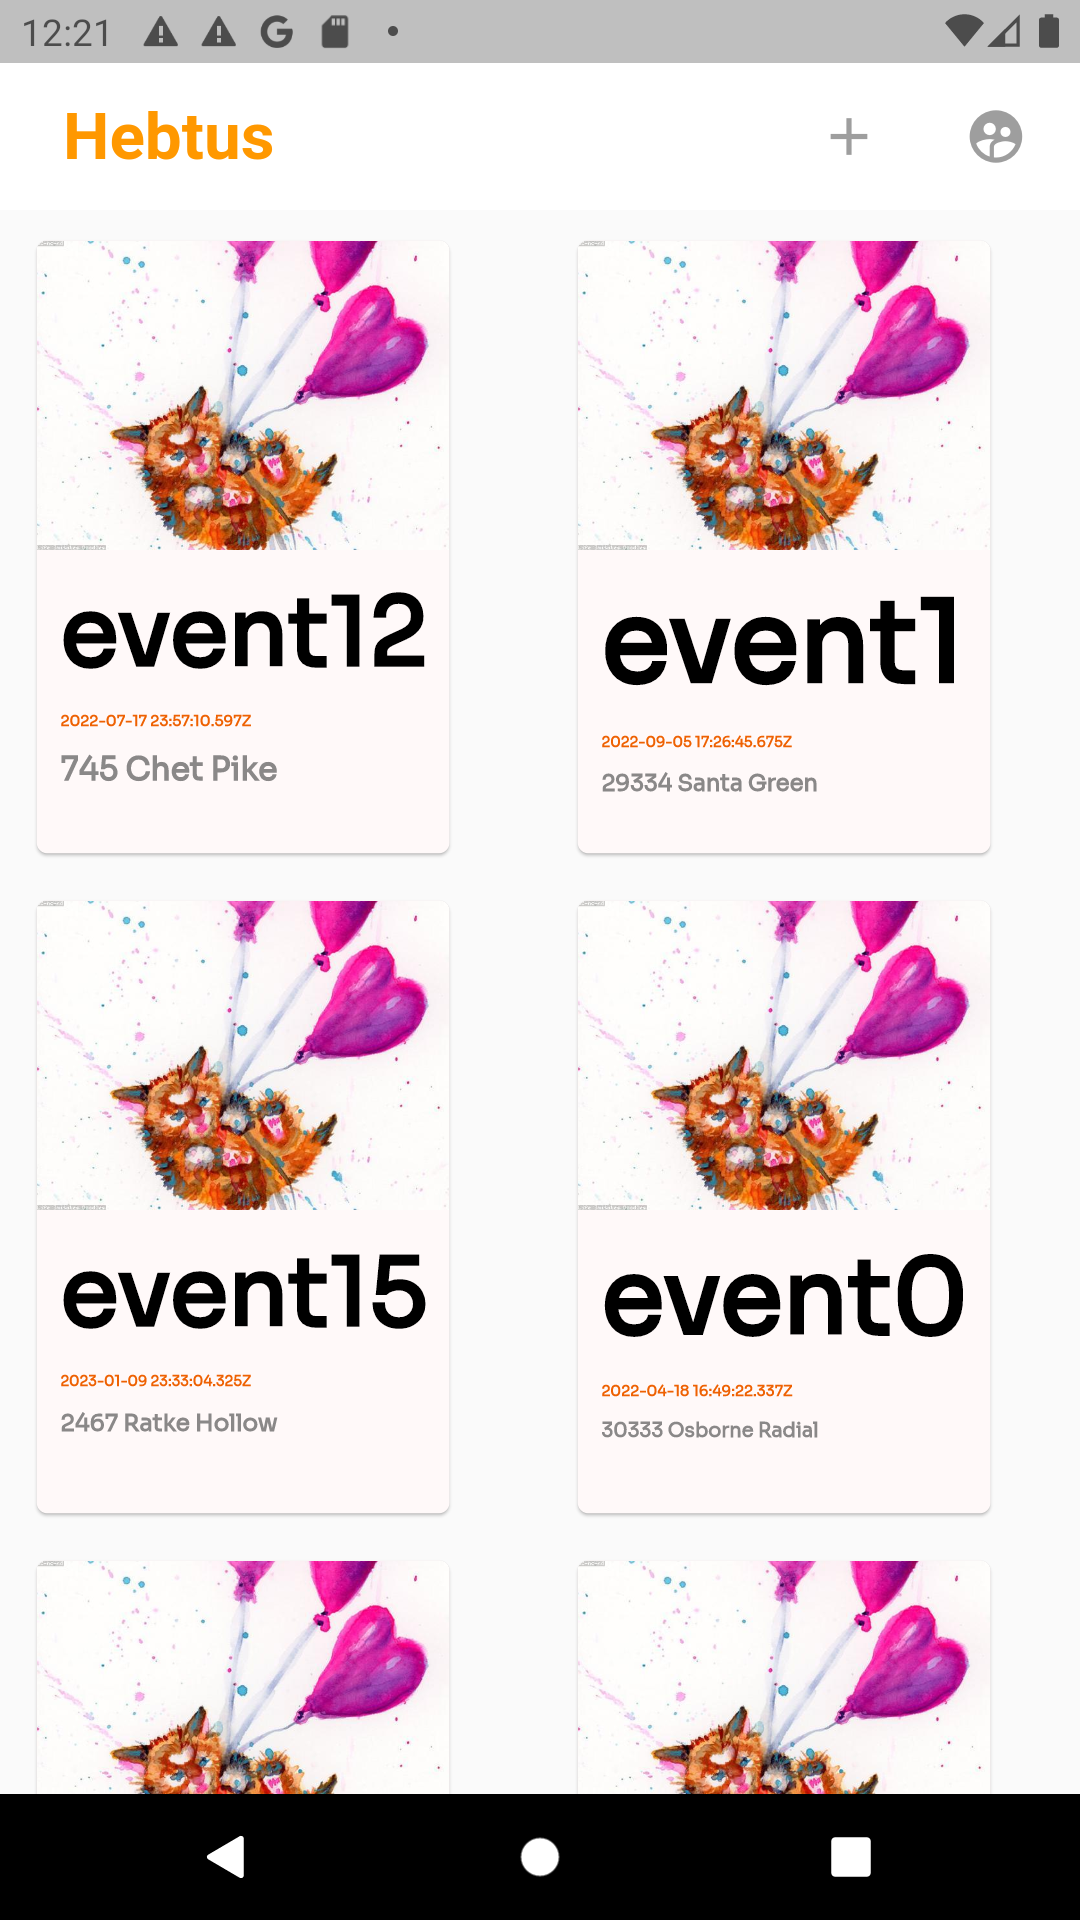 12:21
Hebtus
event12
2022-07-17 23:57:10.597Z
745 Chet Pike
event1
2022-09-05 17:26:45.675Z
29334 Santa Green
event15
2023-01-09 23:33:04.325Z
2467 Ratke Hollow
event0
2022-04-18 16:49:22.337Z
30333 Osborne Radial